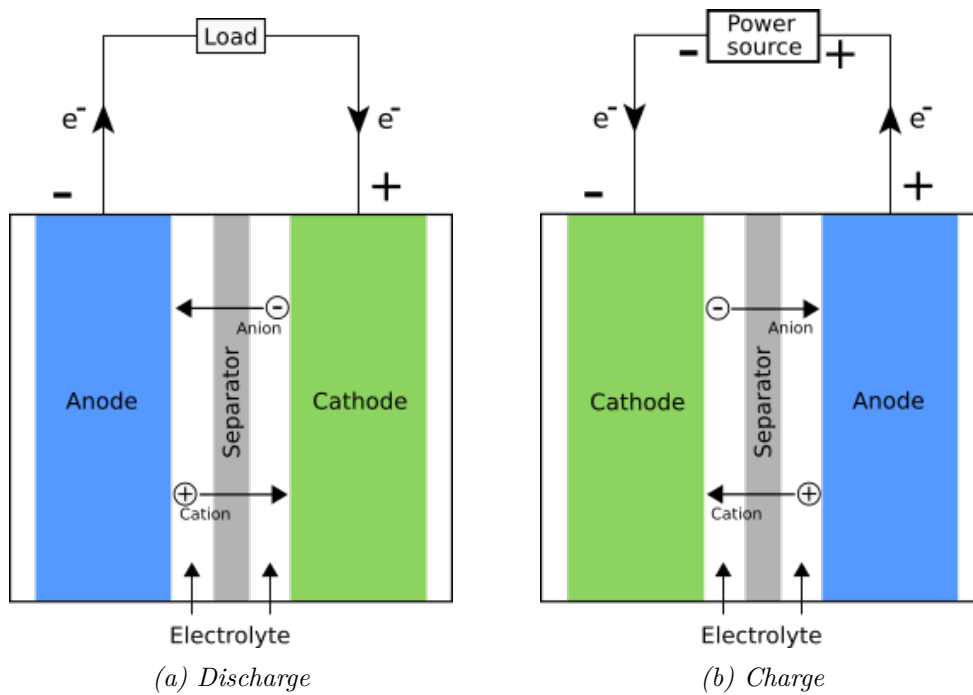 Load
e-
e-
-
+
-
Anion
Anode
Separator
Cathode
+
Cation
Electrolyte
(a) Discharge
Power
source
-
+
e-
e-
-
+
-
Anion
Cathode
Separator
Anode
+
Cation
Electrolyte
(b) Charge